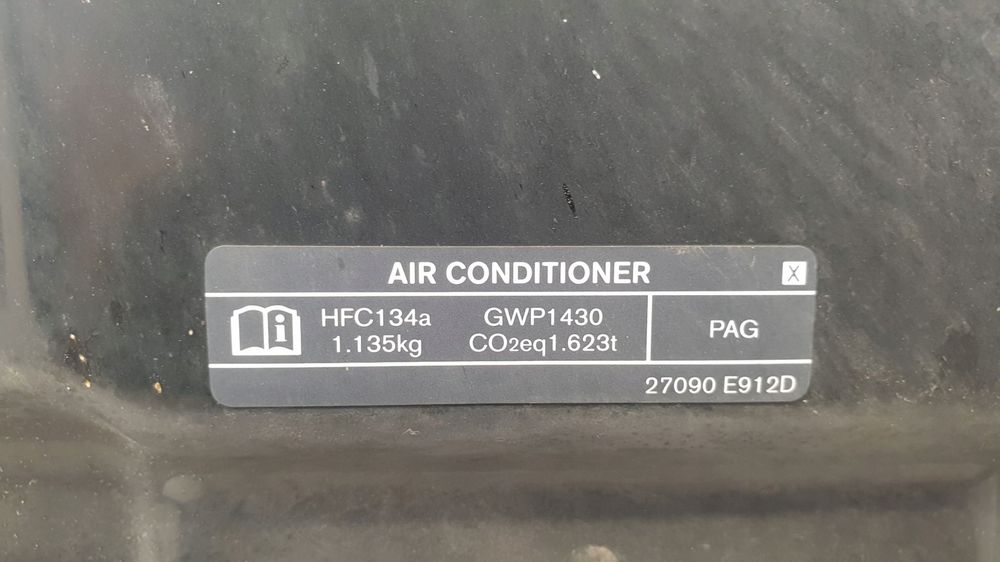 AIR CONDITIONER X
HFC134a GWP1430
1.135kg CO2eq1.623t
PAG
27090 E912D